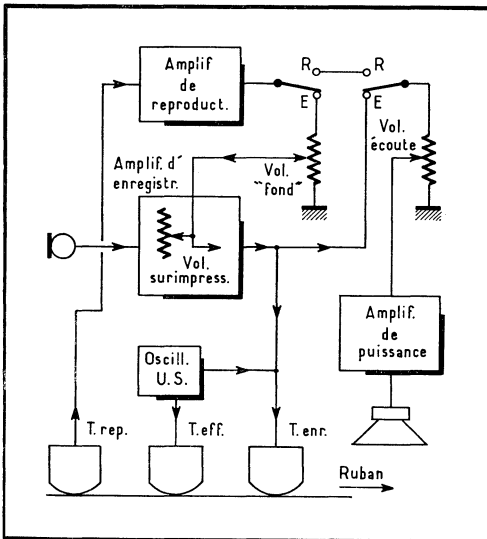 Amplif
de
reproduct.
R
R
E
E
Vol.
écoute
Amplif. d'
enregistr.
Vol.
"fond"
Vol.
surimpress.
Amplif.
de
puissance
Oscill.
U.S.
T. rep.
T. eff.
T. enr.
Ruban